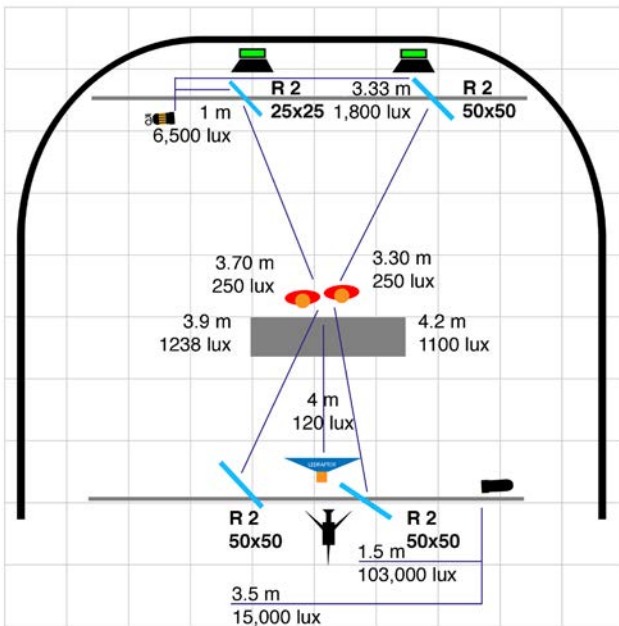 R 2
25x25
1 m
6,500 lux
3.33 m
1,800 lux
R 2
50x50
3.70 m
250 lux
3.30 m
250 lux
3.9 m
1238 lux
4.2 m
1100 lux
4 m
120 lux
R 2
50x50
R 2
50x50
1.5 m
103,000 lux
3.5 m
15,000 lux